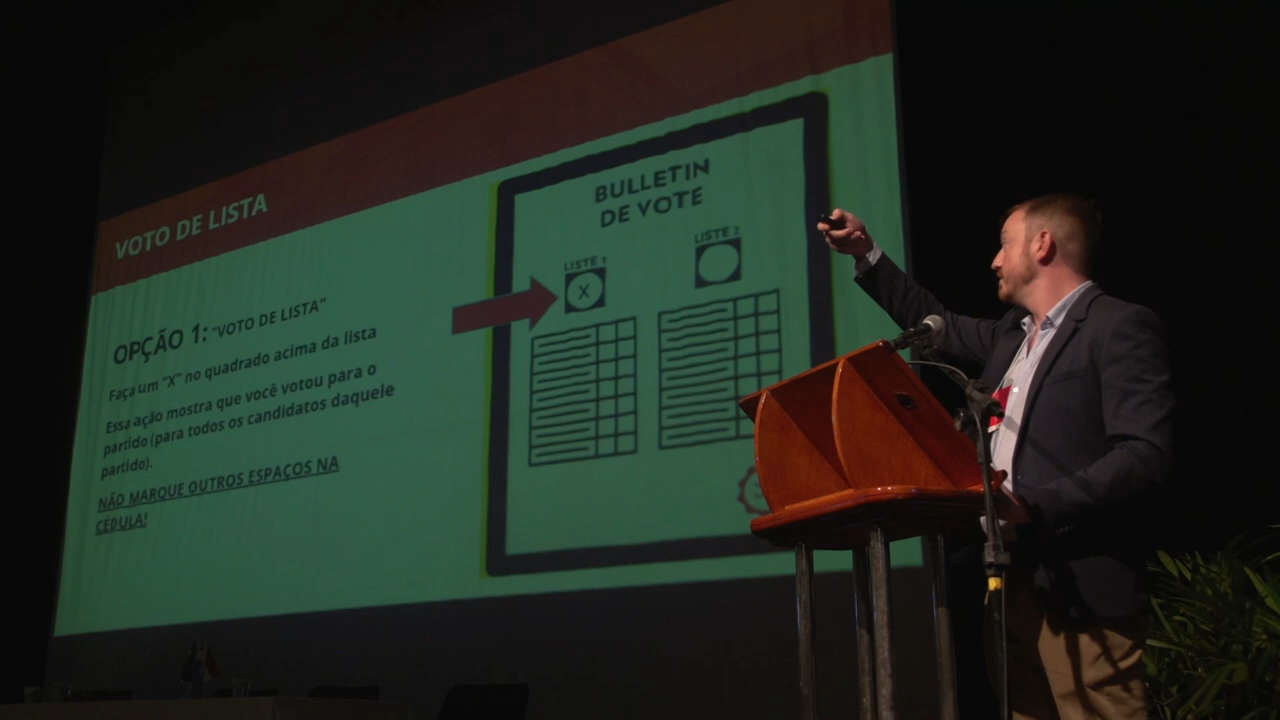 VOTO DE LISTA
OPÇÃO 1: “VOTO DE LISTA”
Faça um “X” no quadrado acima da lista
Essa ação mostra que você votou para o
partido (para todos os candidatos daquele
partido).
NÃO MARQUE OUTROS ESPAÇOS NA
CÉDULA!
BULLETIN
DE VOTE
LISTE 1
X
LISTE 2